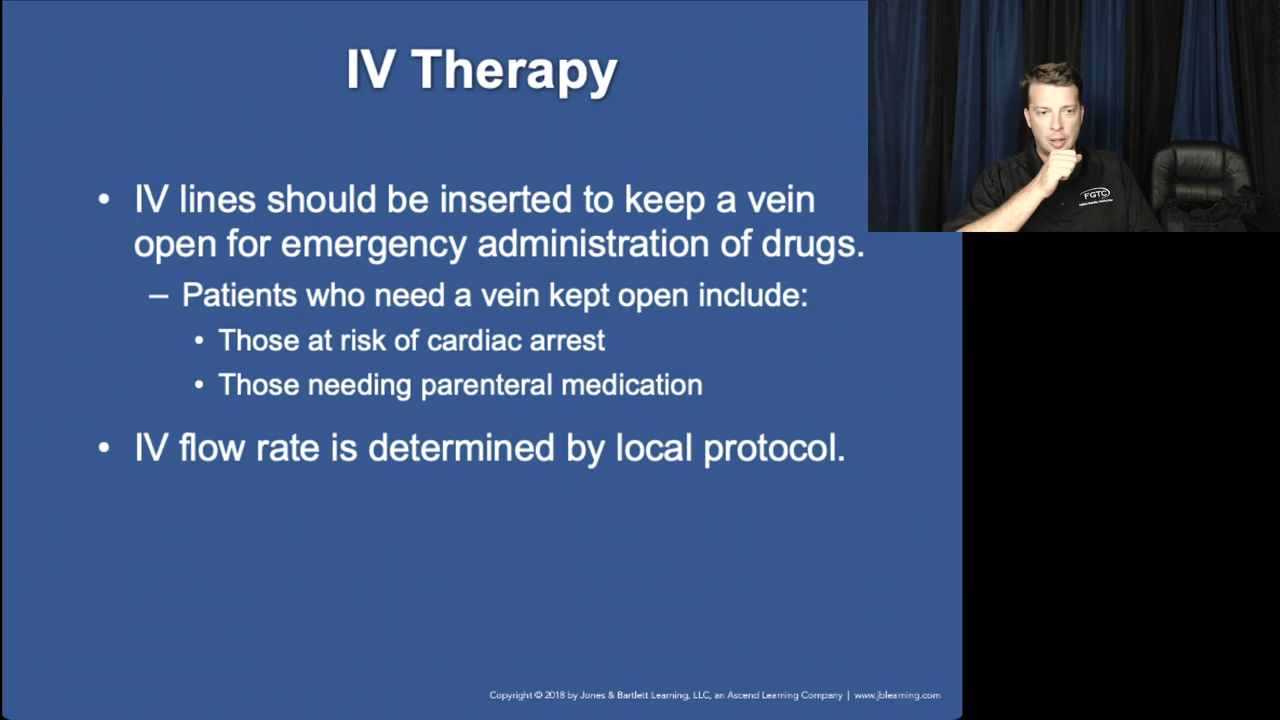 IV Therapy
• IV lines should be inserted to keep a vein
open for emergency administration of drugs.
– Patients who need a vein kept open include:
• Those at risk of cardiac arrest
• Those needing parenteral medication
• IV flow rate is determined by local protocol.
Copyright © 2018 by Jones & Bartlett Learning, LLC, an Ascend Learning Company | www.jblearning.com
FGTC